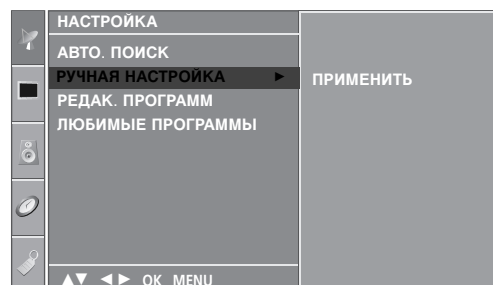 НАСТРОЙКА
АВТО. ПОИСК
РУЧНАЯ НАСТРОЙКА ► ПРИМЕНИТЬ
РЕДАК. ПРОГРАММ
ЛЮБИМЫЕ ПРОГРАММЫ
▲▼ ◄► OK MENU